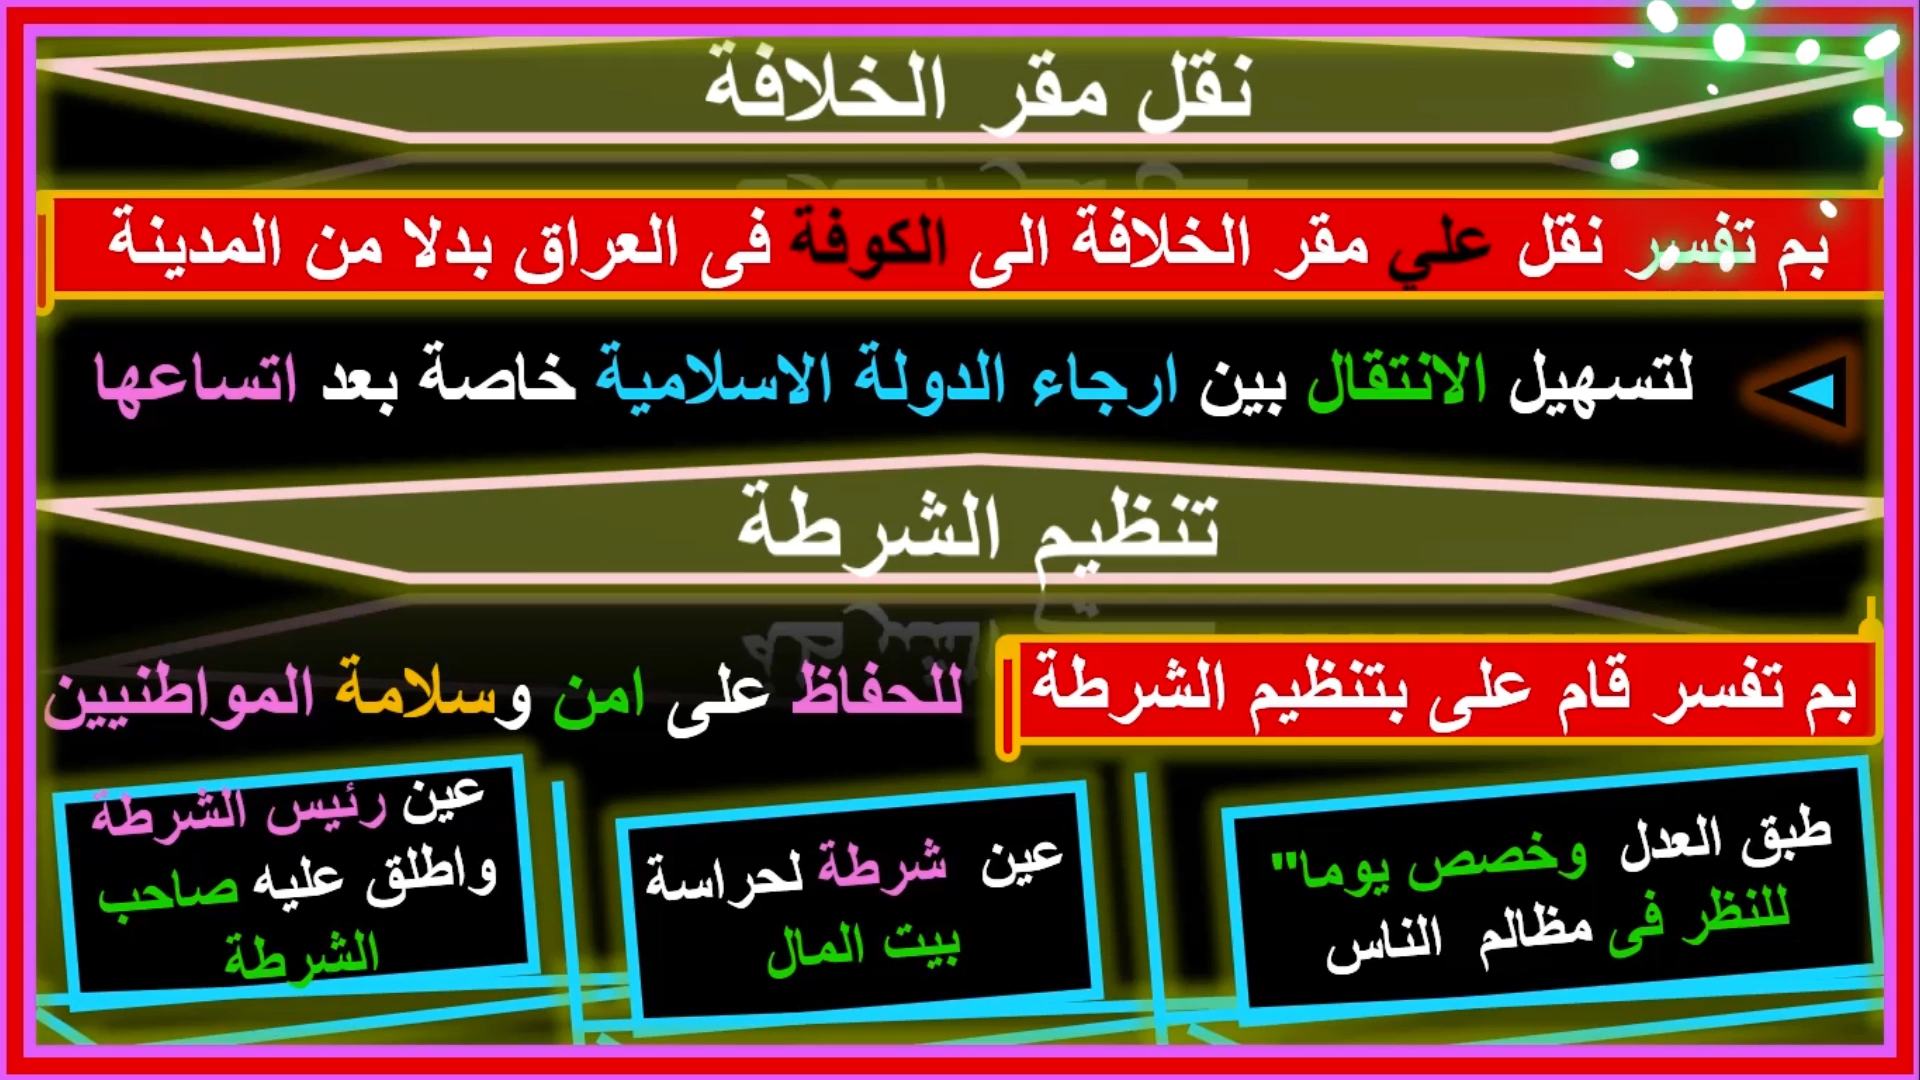 نقل مقر الخلافة
بم تفسر نقل علي مقر الخلافة الى الكوفة فى العراق بدلا من المدينة
لتسهيل الانتقال بين ارجاء الدولة الاسلامية خاصة بعد اتساعها
تنظيم الشرطة
بم تفسر قام على بتنظيم الشرطة
للحفاظ على امن وسلامة المواطنيين
طبق العدل وخصص يوما"
للنظر فى مظالم الناس
عين شرطة لحراسة
بيت المال
عين رئيس الشرطة
واطلق عليه صاحب
الشرطة